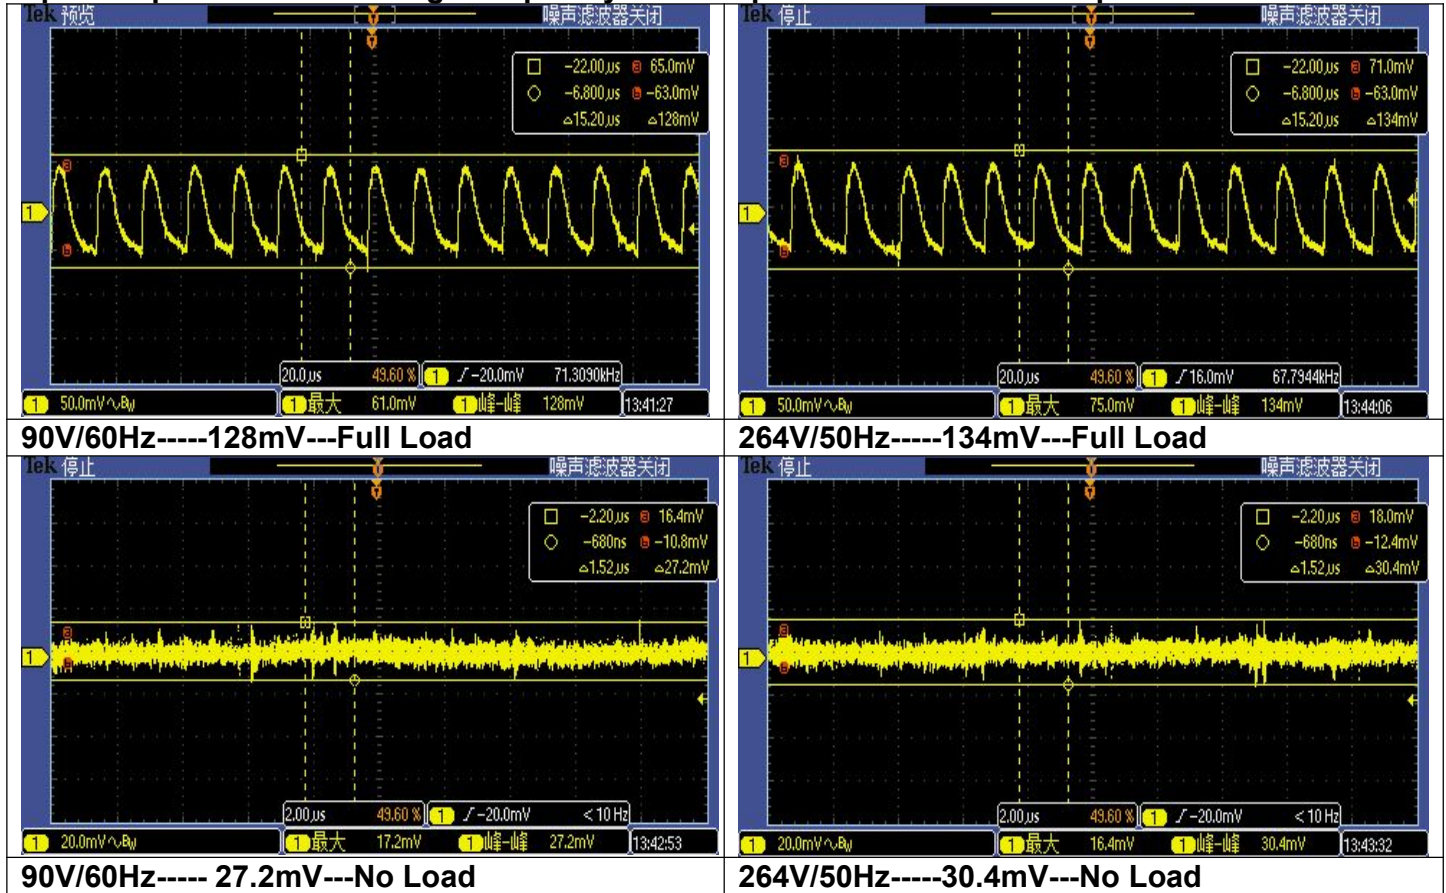 Tek 预览 噪声滤波器关闭
-22.00µs a 65.0mV
-6.800µs b -63.0mV
△15.20µs △128mV
a
1
b
20.0µs 49.60 % 1 -20.0mV 71.3090kHz
1 50.0mV BW 1 最大 61.0mV 1 峰-峰 128mV 13:41:27
90V/60Hz-----128mV---Full Load
Tek 停止 噪声滤波器关闭
-22.00µs a 71.0mV
-6.800µs b -63.0mV
△15.20µs △134mV
a
1
b
20.0µs 49.60 % 1 16.0mV 67.7944kHz
1 50.0mV BW 1 最大 75.0mV 1 峰-峰 134mV 13:44:06
264V/50Hz-----134mV---Full Load
Tek 停止 噪声滤波器关闭
-2.20µs a 16.4mV
-680ns b -10.8mV
△1.52µs △27.2mV
a
1
b
2.00µs 49.60 % 1 -20.0mV <10 Hz
1 20.0mV BW 1 最大 17.2mV 1 峰-峰 27.2mV 13:42:53
90V/60Hz----- 27.2mV---No Load
Tek 停止 噪声滤波器关闭
-2.20µs a 18.0mV
-680ns b -12.4mV
△1.52µs △30.4mV
a
1
b
2.00µs 49.60 % 1 -20.0mV <10 Hz
1 20.0mV BW 1 最大 16.4mV 1 峰-峰 30.4mV 13:43:32
264V/50Hz-----30.4mV---No Load